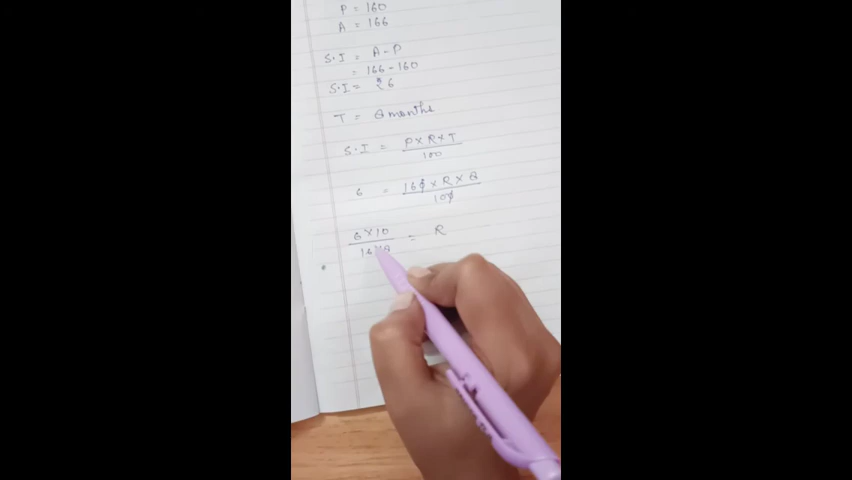 P = 160
A = 166
S.I = A - P
= 166 - 160
S.I = ₹6
T = 8 months
S.I = P × R × T / 100
6 = 160 × R × 8 / 100
6 × 10 / 16 × 8 = R